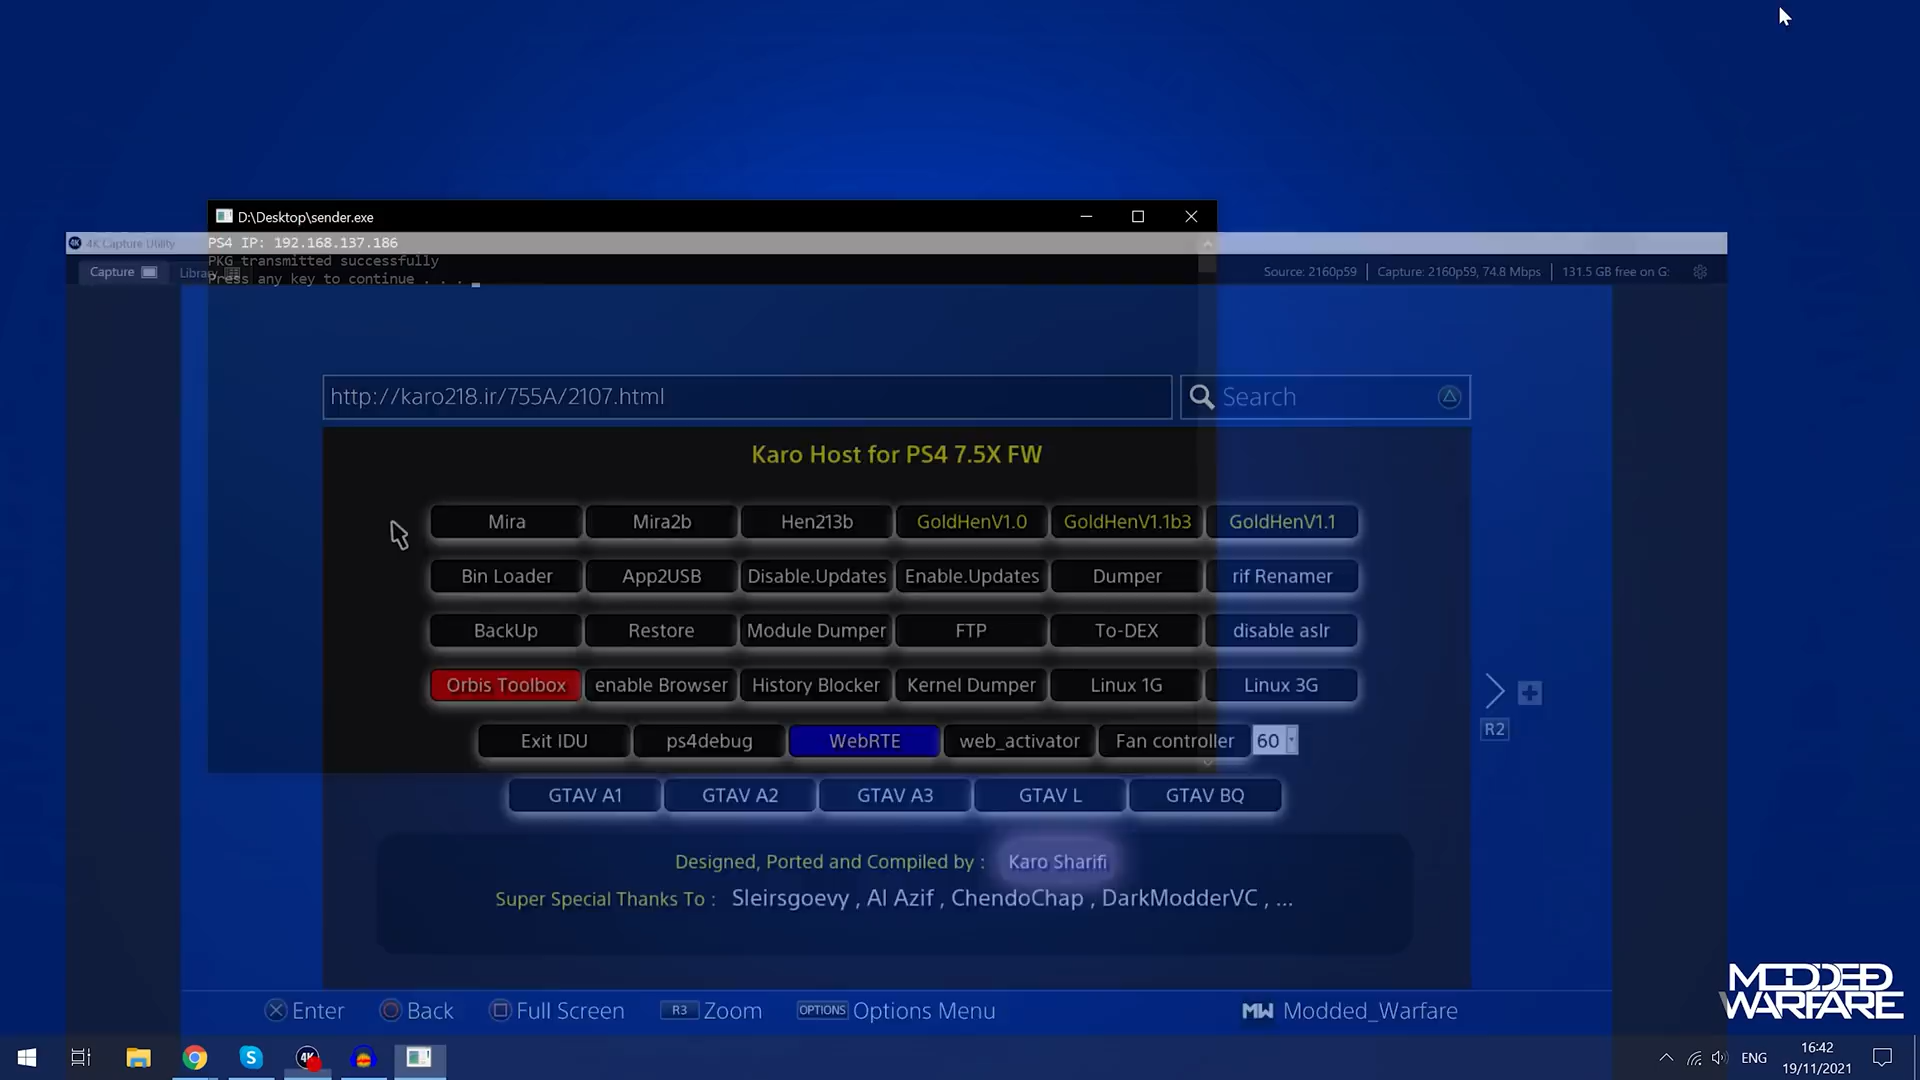 D:\Desktop\sender.exe
PS4 IP: 192.168.137.186
4K Capture Utility
PKG transmitted successfully
Capture
Library
Press any key to continue . . .
Source: 2160p59 | Capture: 2160p59, 74.8 Mbps | 131.5 GB free on G:
http://karo218.ir/755A/2107.html
Search
Karo Host for PS4 7.5X FW
Mira Mira2b Hen213b GoldHenV1.0 GoldHenV1.1b3 GoldHenV1.1
Bin Loader App2USB Disable.Updates Enable.Updates Dumper rif Renamer
BackUp Restore Module Dumper FTP To-DEX disable aslr
Orbis Toolbox enable Browser History Blocker Kernel Dumper Linux 1G Linux 3G
R2
Exit IDU ps4debug WebRTE web_activator Fan controller 60
GTAV A1 GTAV A2 GTAV A3 GTAV L GTAV BQ
Designed, Ported and Compiled by : Karo Sharifi
Super Special Thanks To : Sleirsgoevy , Al Azif , ChendoChap , DarkModderVC , ...
Enter Back Full Screen R3 Zoom OPTIONS Options Menu
MW Modded_Warfare
MODDED
WARFARE
4K
ENG
16:42
19/11/2021